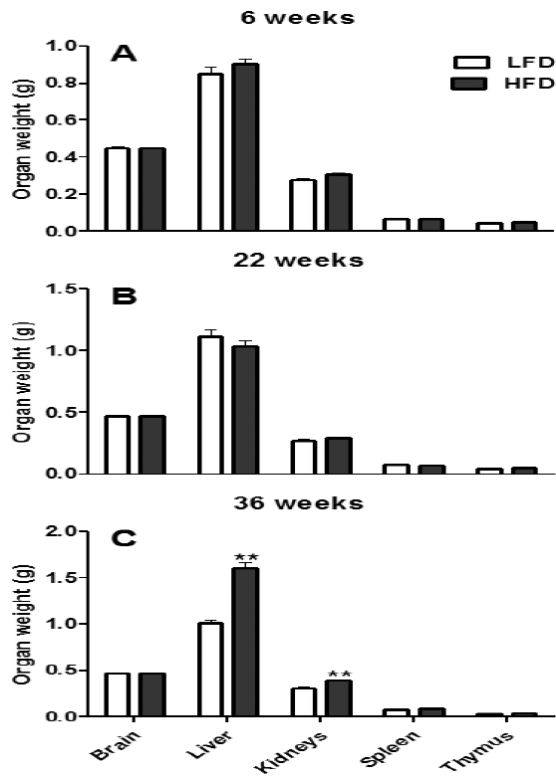 6 weeks
A
LFD
HFD
Organ weight (g)
1.0
0.8
0.6
0.4
0.2
0.0
22 weeks
B
Organ weight (g)
1.5
1.0
0.5
0.0
36 weeks
C
Organ weight (g)
2.0
1.5
1.0
0.5
0.0
**
**
Brain
Liver
Kidneys
Spleen
Thymus